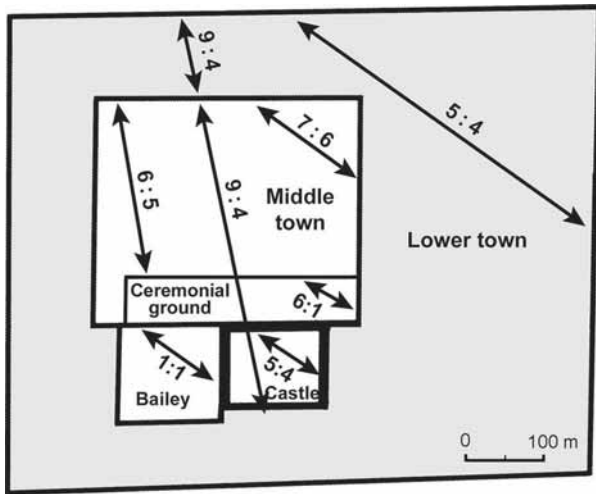 9 : 4
5 : 4
7 : 6
6 : 5
9 : 4
Middle
town
Lower town
Ceremonial
ground
6:1
1:1
5:4
Bailey
Castle
0 100 m